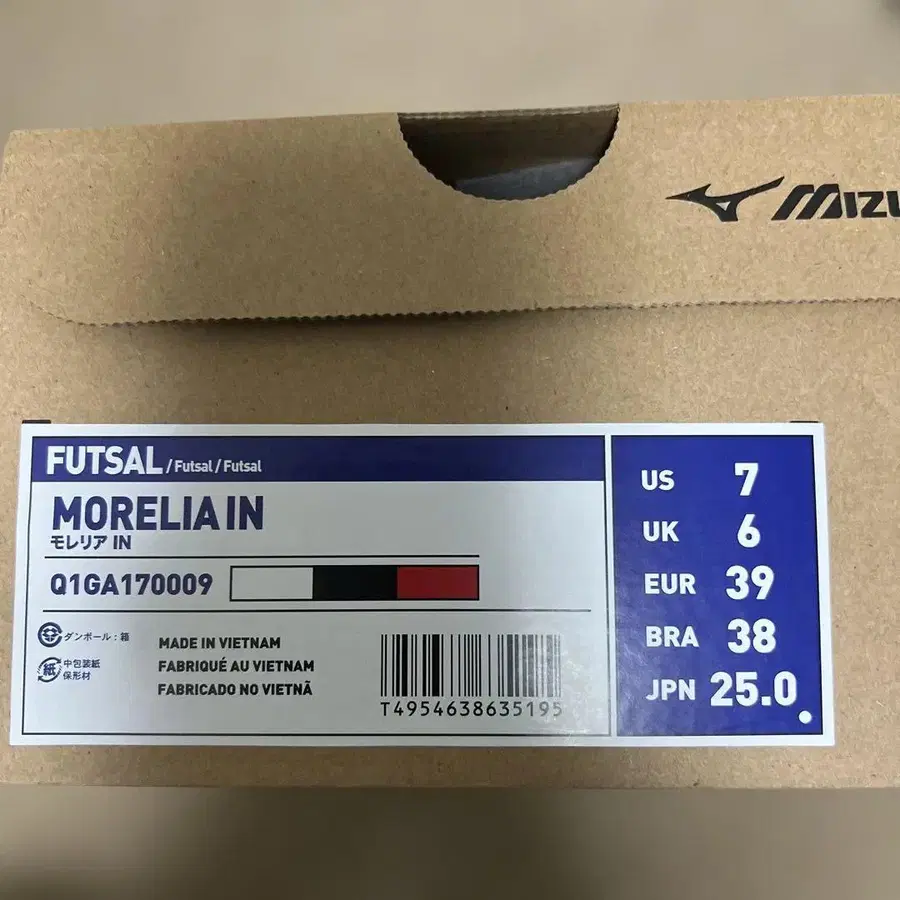 MIZU
FUTSAL /Futsal/Futsal
MORELIA IN
モレリア IN
Q1GA170009
ダンボール:箱
紙 中包装紙
保形材
MADE IN VIETNAM
FABRIQUÉ AU VIETNAM
FABRICADO NO VIETNÃ
T4954638635195
US 7
UK 6
EUR 39
BRA 38
JPN 25.0